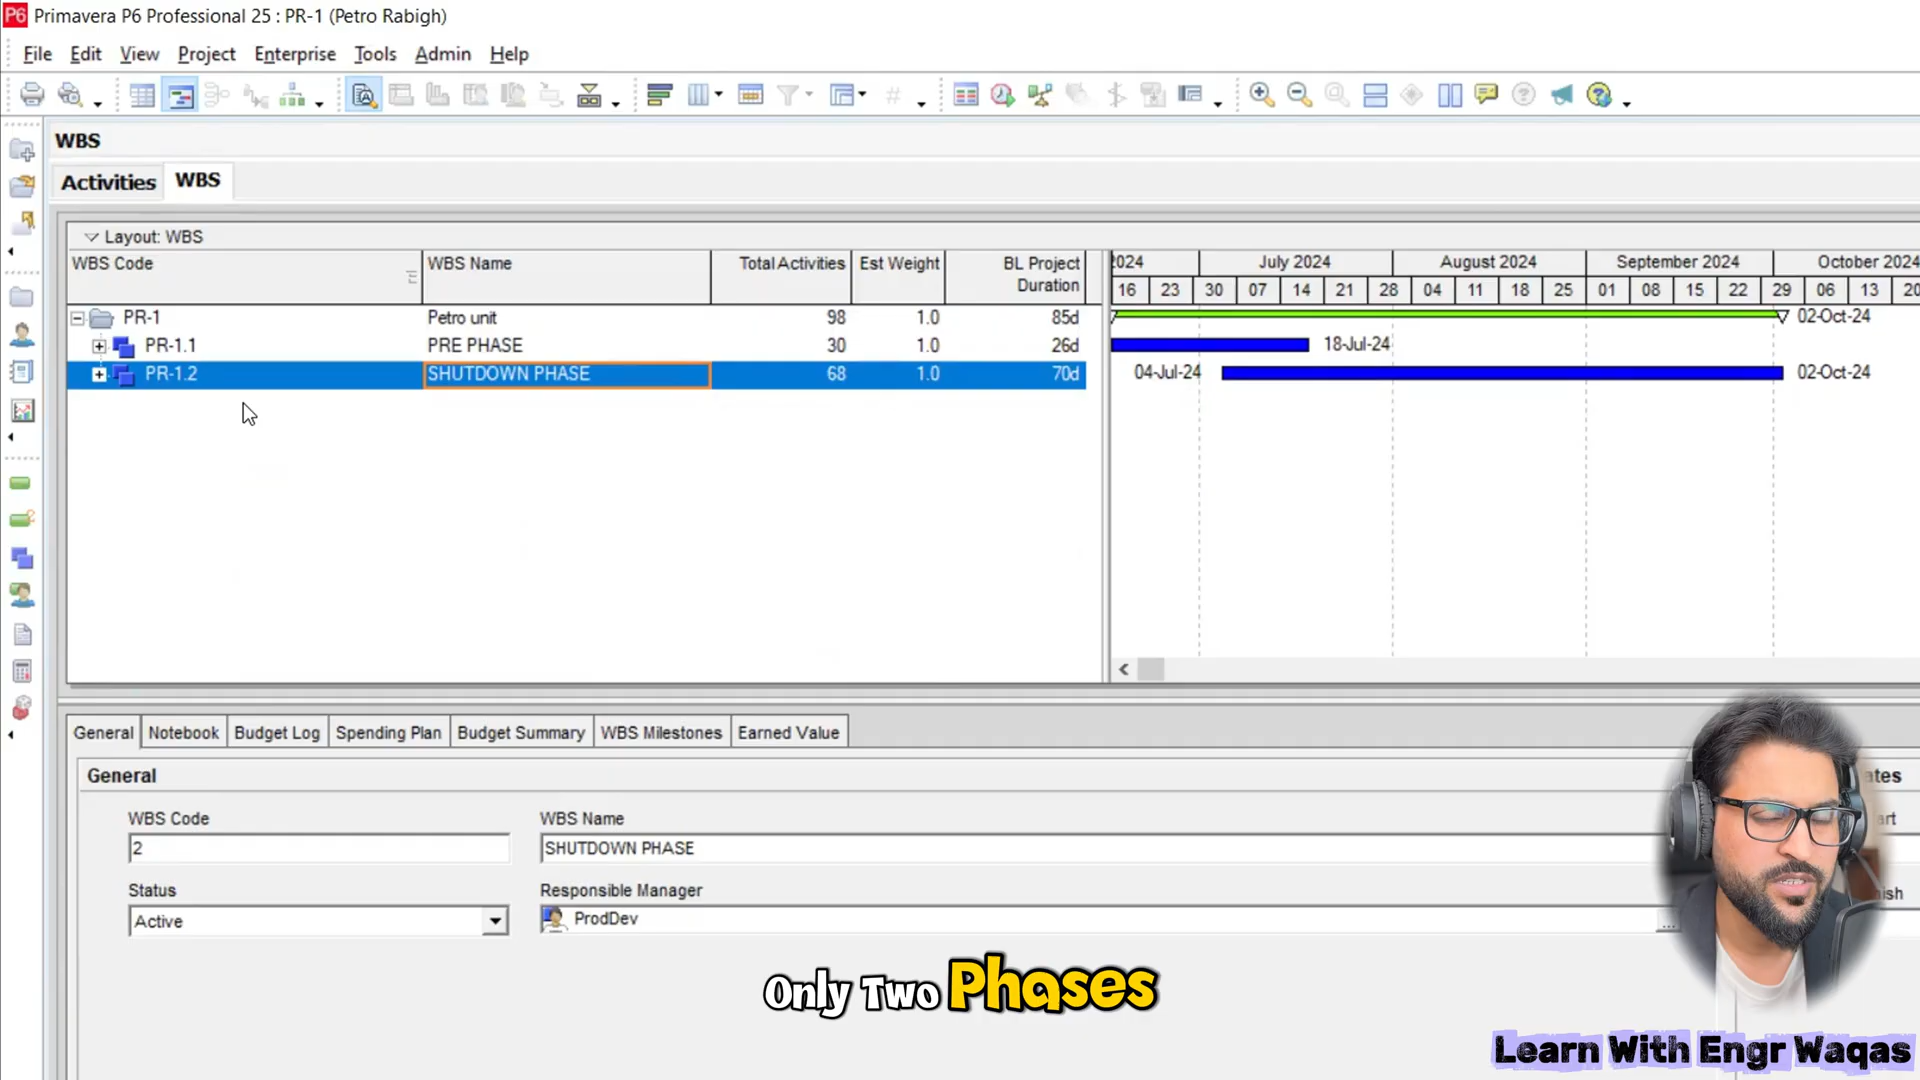 P6 Primavera P6 Professional 25 : PR-1 (Petro Rabigh)
File Edit View Project Enterprise Tools Admin Help
WBS
Activities WBS
Layout: WBS
WBS Code WBS Name Total Activities Est Weight BL Project Duration
2024 July 2024 August 2024 September 2024 October 2024
16 23 30 07 14 21 28 04 11 18 25 01 08 15 22 29 06 13 20
PR-1 Petro unit 98 1.0 85d 02-Oct-24
PR-1.1 PRE PHASE 30 1.0 26d 18-Jul-24
PR-1.2 SHUTDOWN PHASE 68 1.0 70d 04-Jul-24 02-Oct-24
General Notebook Budget Log Spending Plan Budget Summary WBS Milestones Earned Value
General
WBS Code WBS Name
2 SHUTDOWN PHASE
Status Responsible Manager
Active ProdDev
Only Two Phases
Learn With Engr Waqas